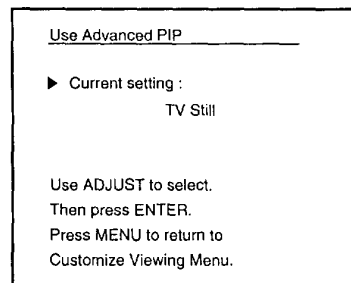 Use Advanced PIP
▶ Current setting :
TV Still
Use ADJUST to select.
Then press ENTER.
Press MENU to return to
Customize Viewing Menu.